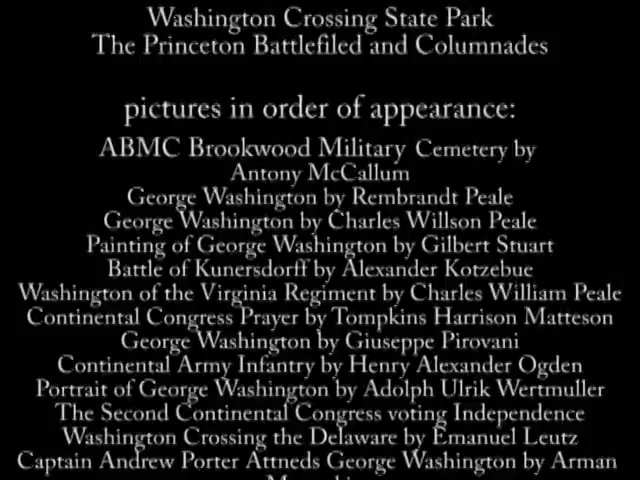 Washington Crossing State Park
The Princeton Battlefiled and Columnades
pictures in order of appearance:
ABMC Brookwood Military Cemetery by
Antony McCallum
George Washington by Rembrandt Peale
George Washington by Charles Willson Peale
Painting of George Washington by Gilbert Stuart
Battle of Kunersdorff by Alexander Kotzebue
Washington of the Virginia Regiment by Charles William Peale
Continental Congress Prayer by Tompkins Harrison Matteson
George Washington by Giuseppe Pirovani
Continental Army Infantry by Henry Alexander Ogden
Portrait of George Washington by Adolph Ulrik Wertmuller
The Second Continental Congress voting Independence
Washington Crossing the Delaware by Emanuel Leutz
Captain Andrew Porter Attneds George Washington by Arman